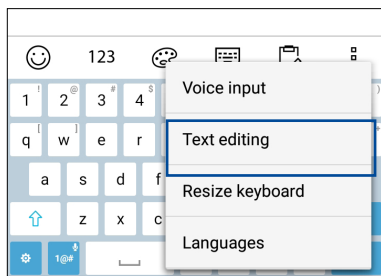 123
Voice input
Text editing
Resize keyboard
Languages
! @ # $ )
1 2 3 4
[ ] +
q w e r
a s d f
z x c
1@#